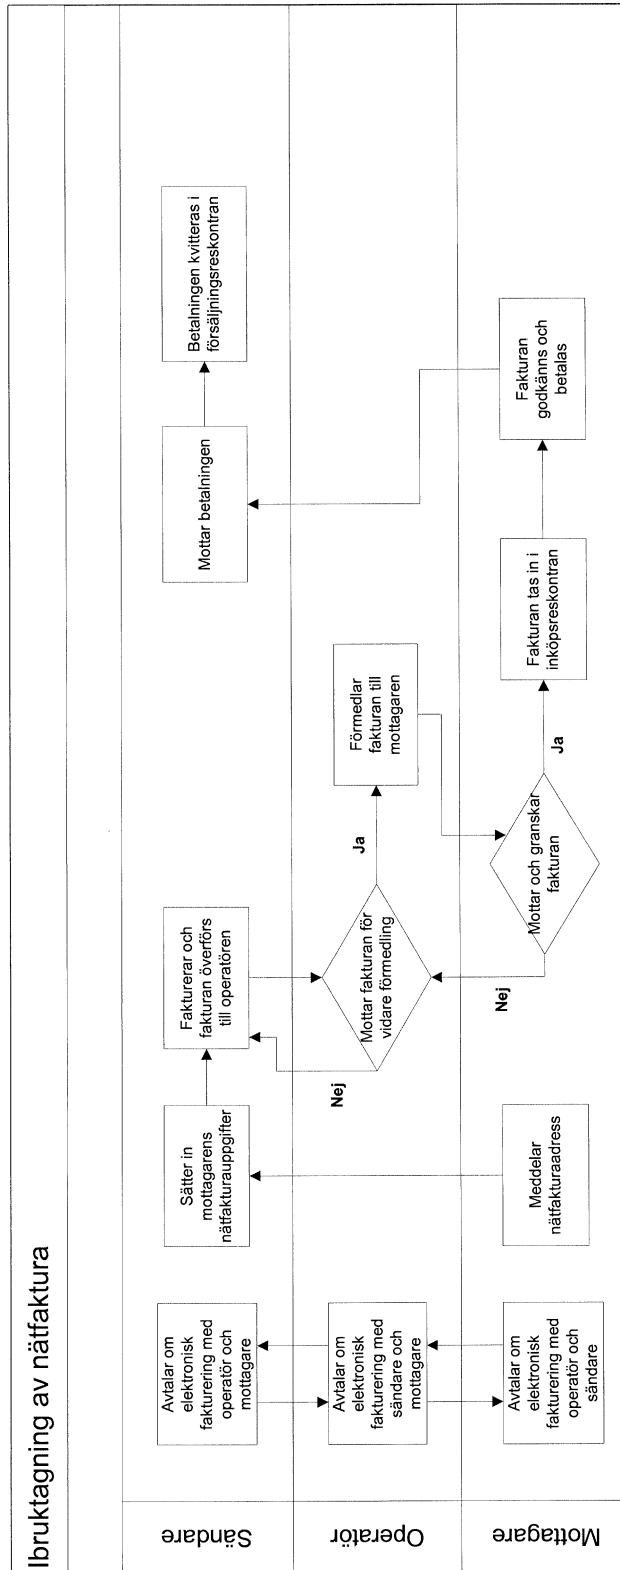 Ibruktagning av nätfaktura
Sändare
Avtalar om
elektronisk
fakturering med
operatör och
mottagare
Sätter in
mottagarens
nätfakturauppgifter
Fakturerar och
fakturan överförs
till operatören
Mottar betalningen
Betalningen kvitteras i
försäljningsreskontran
Operatör
Avtalar om
elektronisk
fakturering med
sändare och
mottagare
Nej
Mottar fakturan för
vidare förmedling
Ja
Förmedlar
fakturan till
mottagaren
Mottagare
Avtalar om
elektronisk
fakturering med
operatör och
sändare
Meddelar
nätfakturaadress
Nej
Mottar och granskar
fakturan
Ja
Fakturan tas in i
inköpsreskontran
Fakturan
godkänns och
betalas